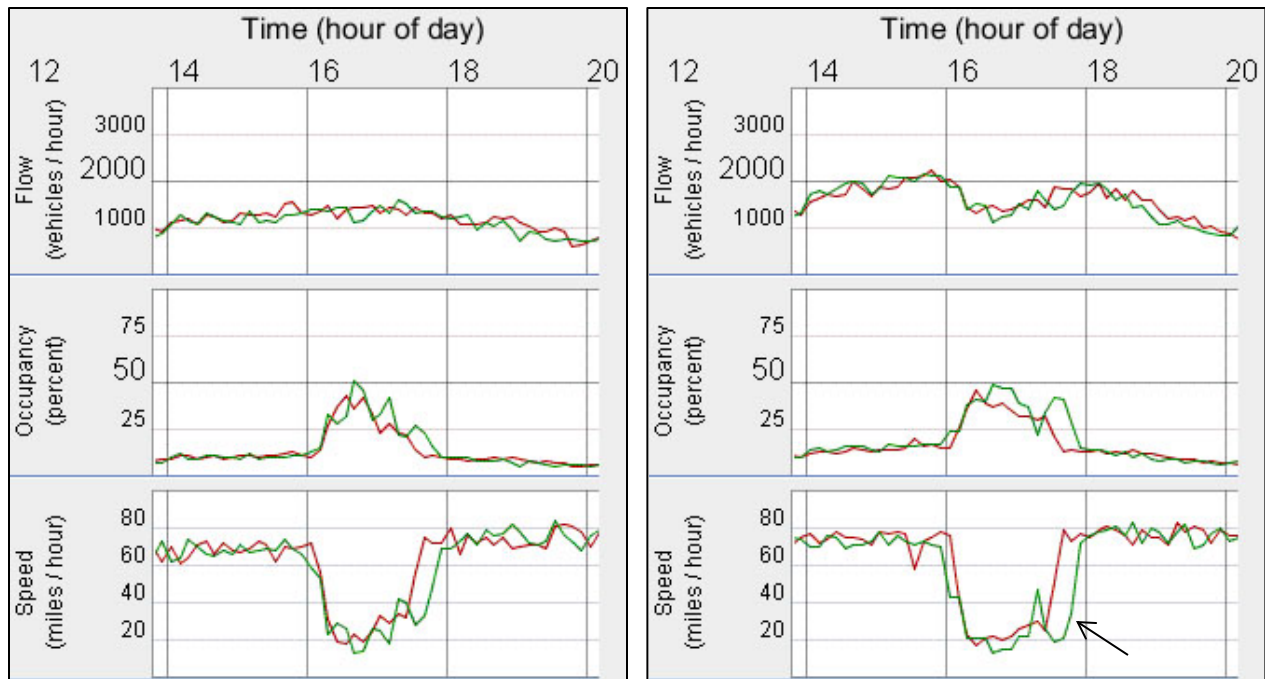 Time (hour of day)
12 14 16 18 20
Flow
(vehicles / hour)
3000
2000
1000
Occupancy
(percent)
75
50
25
Speed
(miles / hour)
80
60
40
20
Time (hour of day)
12 14 16 18 20
Flow
(vehicles / hour)
3000
2000
1000
Occupancy
(percent)
75
50
25
Speed
(miles / hour)
80
60
40
20